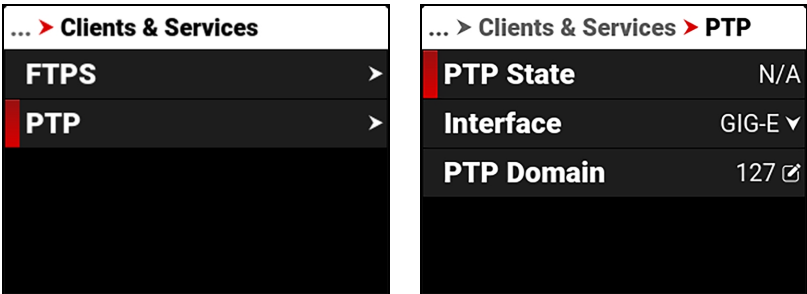 ... ➤ Clients & Services
FTPS
PTP
... ➤ Clients & Services ➤ PTP
PTP State N/A
Interface GIG-E
PTP Domain 127